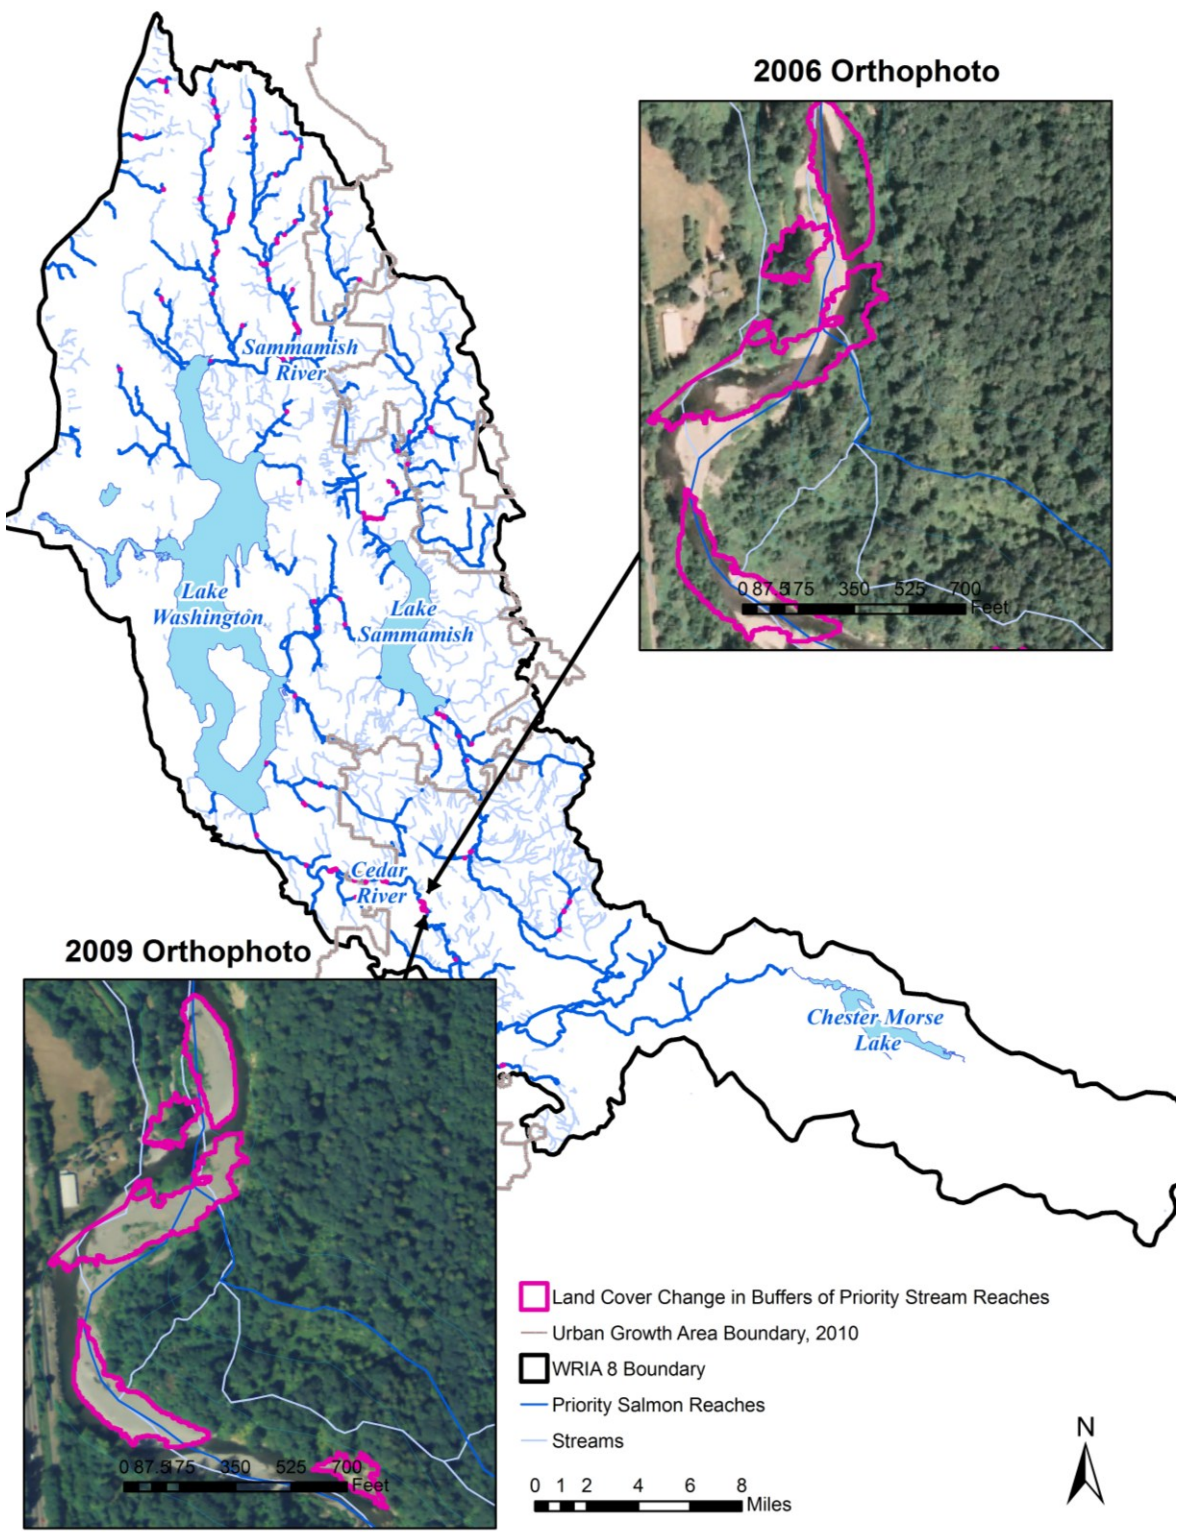 2006 Orthophoto
0 87.5 175 350 525 700
Feet
Sammamish
River
Lake
Washington
Lake
Sammamish
Cedar
River
2009 Orthophoto
Chester Morse
Lake
0 87.5 175 350 525 700
Feet
Land Cover Change in Buffers of Priority Stream Reaches
Urban Growth Area Boundary, 2010
WRIA 8 Boundary
Priority Salmon Reaches
Streams
N
0 1 2 4 6 8
Miles